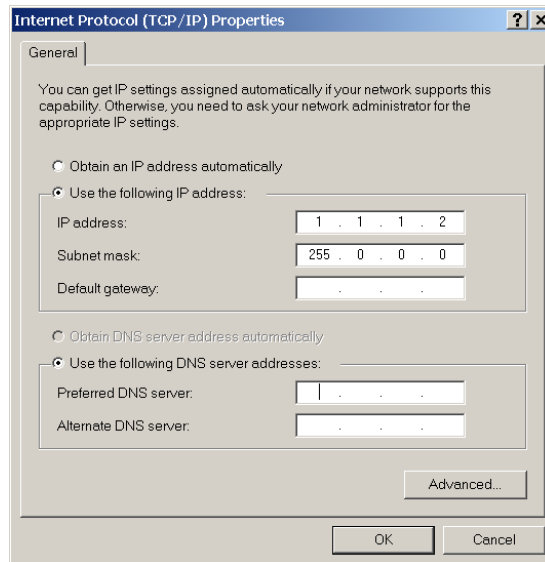 Internet Protocol (TCP/IP) Properties
General
You can get IP settings assigned automatically if your network supports this
capability. Otherwise, you need to ask your network administrator for the
appropriate IP settings.
Obtain an IP address automatically
Use the following IP address:
IP address: 1 . 1 . 1 . 2
Subnet mask: 255 . 0 . 0 . 0
Default gateway: . . .
Obtain DNS server address automatically
Use the following DNS server addresses:
Preferred DNS server: . . .
Alternate DNS server: . . .
Advanced...
OK Cancel